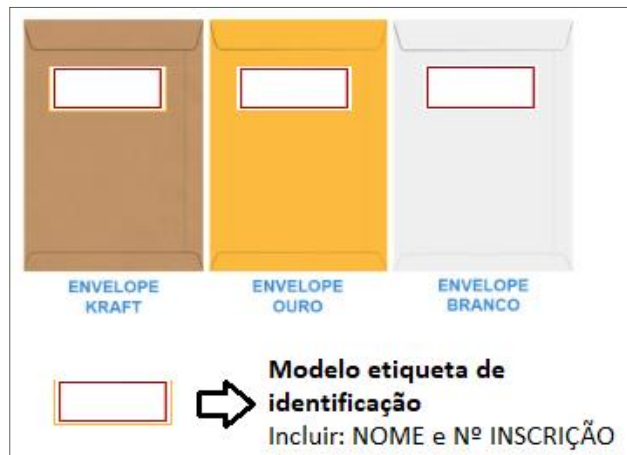 ENVELOPE
KRAFT
ENVELOPE
OURO
ENVELOPE
BRANCO
Modelo etiqueta de
identificação
Incluir: NOME e Nº INSCRIÇÃO